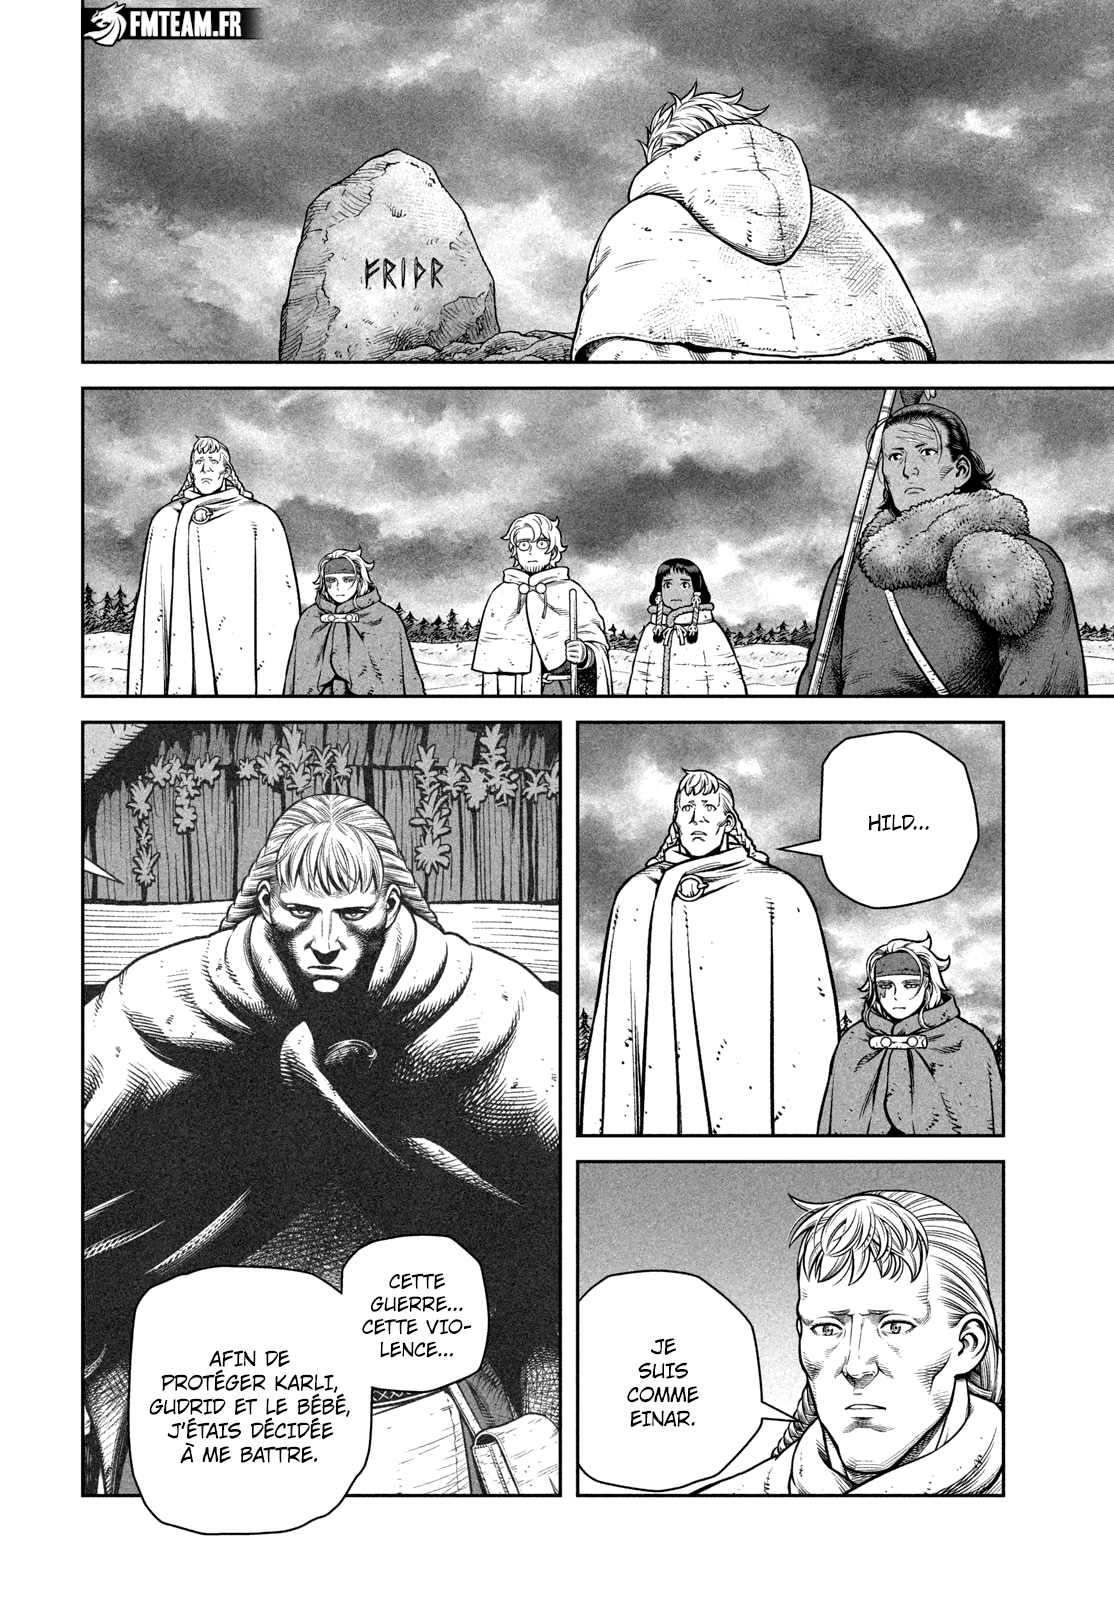 FMTEAM.FR
ᚠᚱᛁᚦᚱ
HILD...
JE
SUIS
COMME
EINAR.
CETTE
GUERRE...
CETTE VIO-
LENCE...
AFIN DE
PROTÉGER KARLI,
GUDRID ET LE BÉBÉ,
J'ÉTAIS DÉCIDÉE
À ME BATTRE.